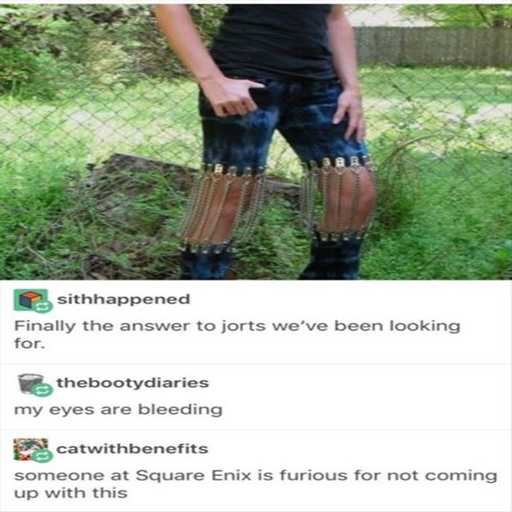 sithhappened
Finally the answer to jorts we've been looking
for.
thebootydiaries
my eyes are bleeding
catwithbenefits
someone at Square Enix is furious for not coming
up with this